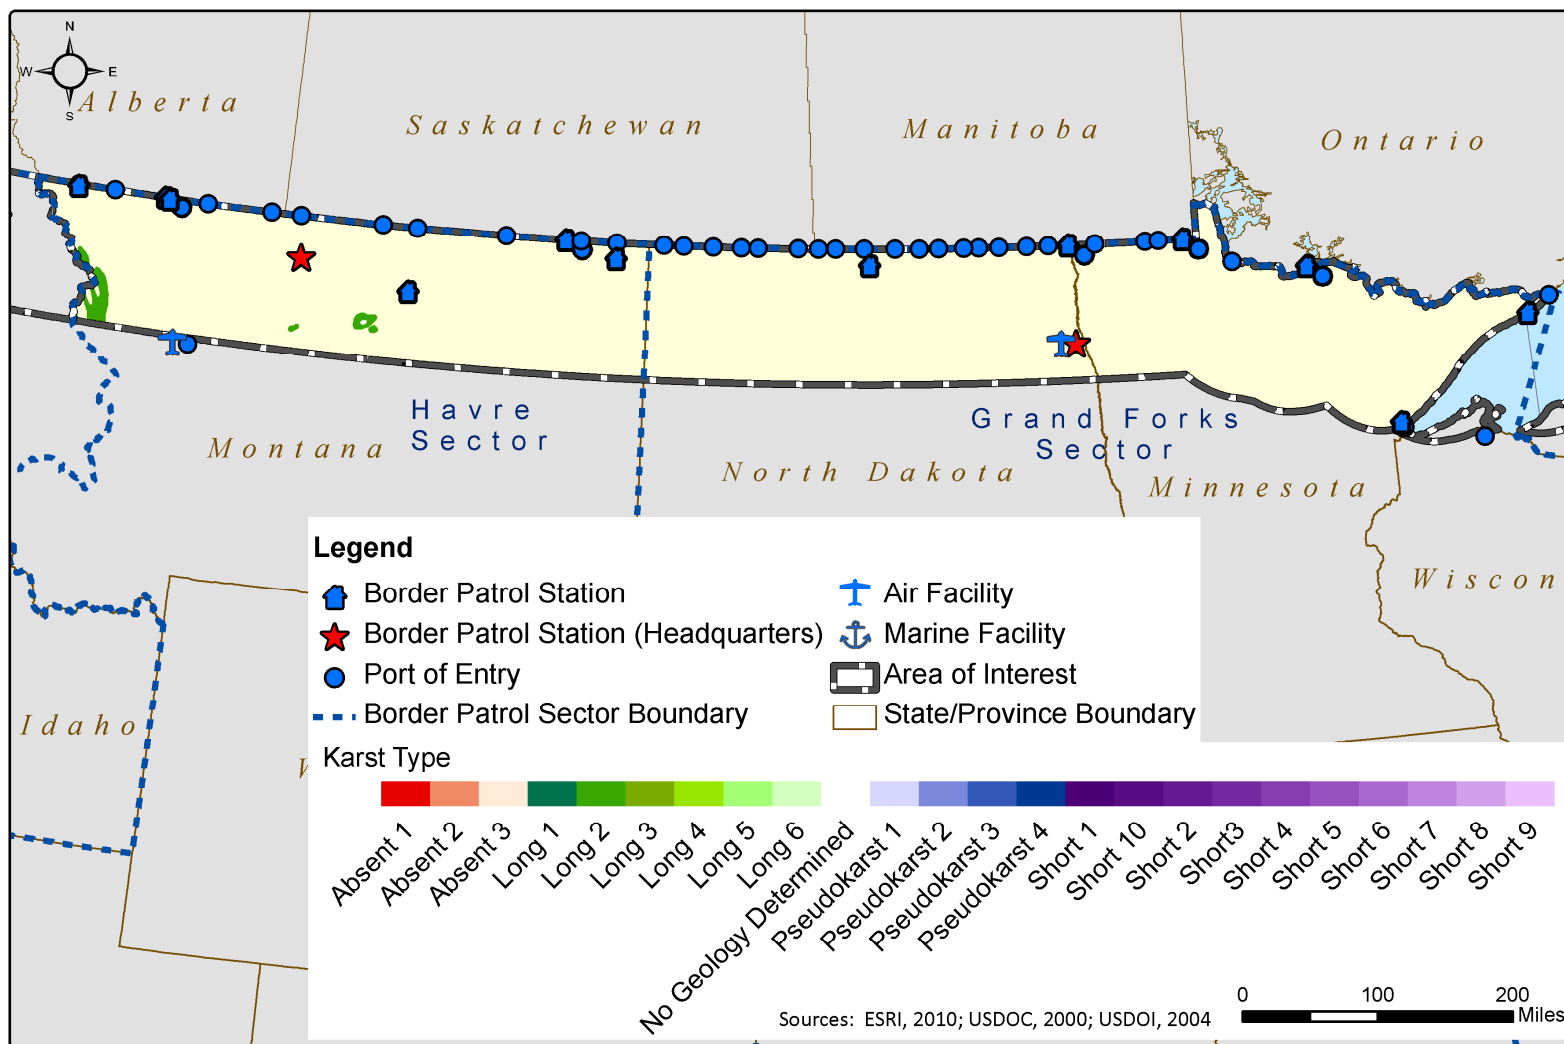 N
W
E
S
Alberta
Saskatchewan
Manitoba
Ontario
Havre
Sector
Grand Forks
Sector
Montana
North Dakota
Minnesota
Wiscon
Idaho
W
Legend
Border Patrol Station
Border Patrol Station (Headquarters)
Port of Entry
Border Patrol Sector Boundary
Air Facility
Marine Facility
Area of Interest
State/Province Boundary
Karst Type
Absent 1
Absent 2
Absent 3
Long 1
Long 2
Long 3
Long 4
Long 5
Long 6
No Geology Determined
Pseudokarst 1
Pseudokarst 2
Pseudokarst 3
Pseudokarst 4
Short 1
Short 10
Short 2
Short3
Short 4
Short 5
Short 6
Short 7
Short 8
Short 9
0 100 200
Miles
Sources: ESRI, 2010; USDOC, 2000; USDOI, 2004